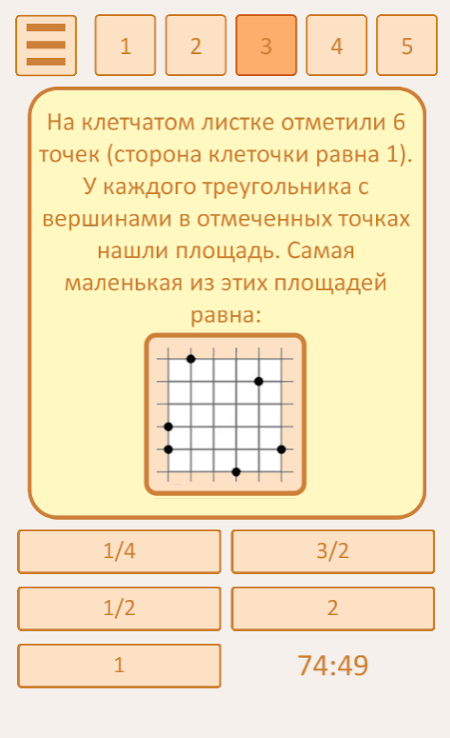 1 2 3 4 5
На клетчатом листке отметили 6
точек (сторона клеточки равна 1).
У каждого треугольника с
вершинами в отмеченных точках
нашли площадь. Самая
маленькая из этих площадей
равна:
1/4 3/2
1/2 2
1 74:49